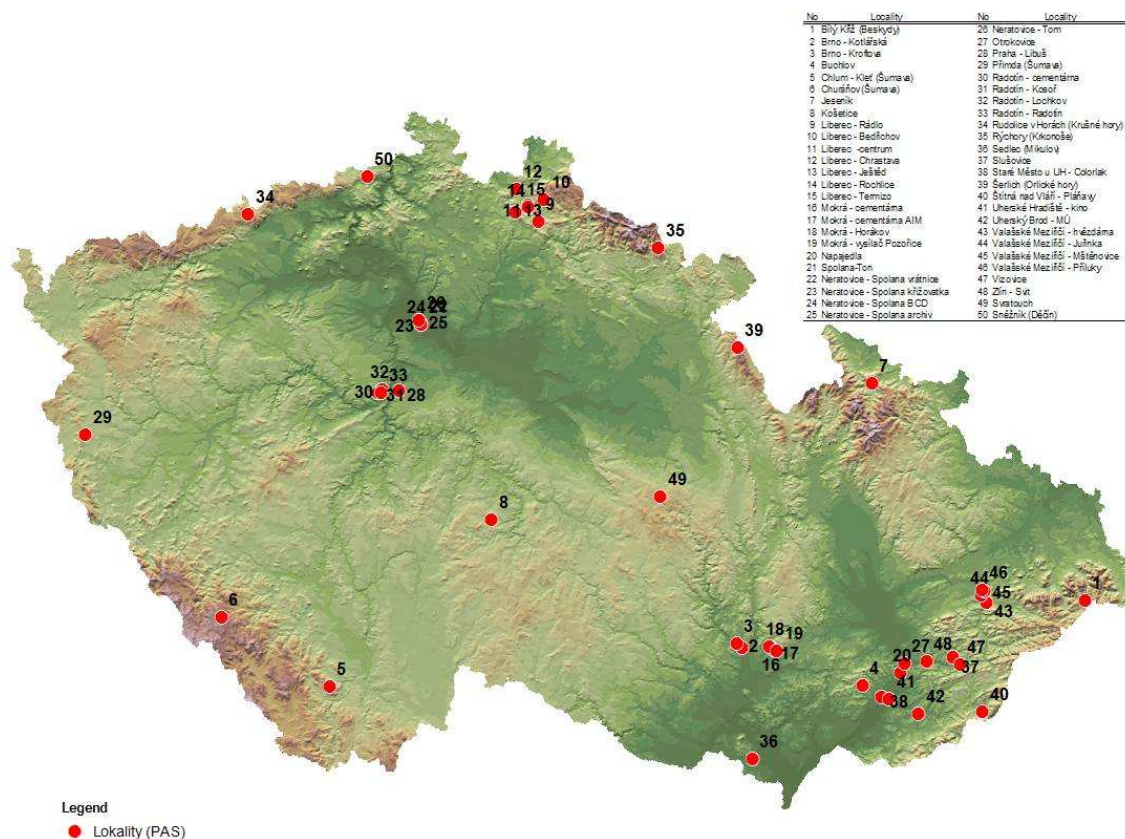 No Locality No Locality
1 Bílý Kříž (Beskydy) 26 Neratovice - Tom
2 Brno - Kotlářská 27 Otrokovice
3 Brno - Kroftova 28 Praha - Libuš
4 Buchlov 29 Přimda (Šumava)
5 Chlum - Kleť (Šumava) 30 Radotín - cementárna
6 Churáňov (Šumava) 31 Radotín - Kosoř
7 Jeseník 32 Radotín - Lochkov
8 Košetice 33 Radotín - Radotín
9 Liberec - Rádlo 34 Rudolice v Horách (Krušné hory)
10 Liberec - Bedřichov 35 Rýchory (Krkonoše)
11 Liberec -centrum 36 Sedlec (Mikulov)
12 Liberec - Chrastava 37 Slušovice
13 Liberec - Ještěd 38 Staré Město u UH - Colorlak
14 Liberec - Rochlice 39 Šerlich (Orlické hory)
15 Liberec - Termizo 40 Štítná nad Vláří - Pláňavy
16 Mokrá - cementárna 41 Uherské Hradiště - kino
17 Mokrá - cementárna AIM 42 Uherský Brod - MÚ
18 Mokrá - Horákov 43 Valašské Meziříčí - hvězdárna
19 Mokrá - vysílač Pozořice 44 Valašské Meziříčí - Juřinka
20 Napajedla 45 Valašské Meziříčí - Mštěnovice
21 Spolana-Ton 46 Valašské Meziříčí - Příluky
22 Neratovice - Spolana vrátnice 47 Vizovice
23 Neratovice - Spolana křižovatka 48 Zlín - Svit
24 Neratovice - Spolana BCD 49 Svratouch
25 Neratovice - Spolana archiv 50 Sněžník (Děčín)
50
12
14 15 10
34
11 13 9
35
24
23 25
39
7
32 33
30 31 28
29
49
8
44 46
45
43
1
6
3 18 19
2 16 17
27 48 47
20 37
5
4 41
38 42 40
36
Legend
Lokality (PAS)